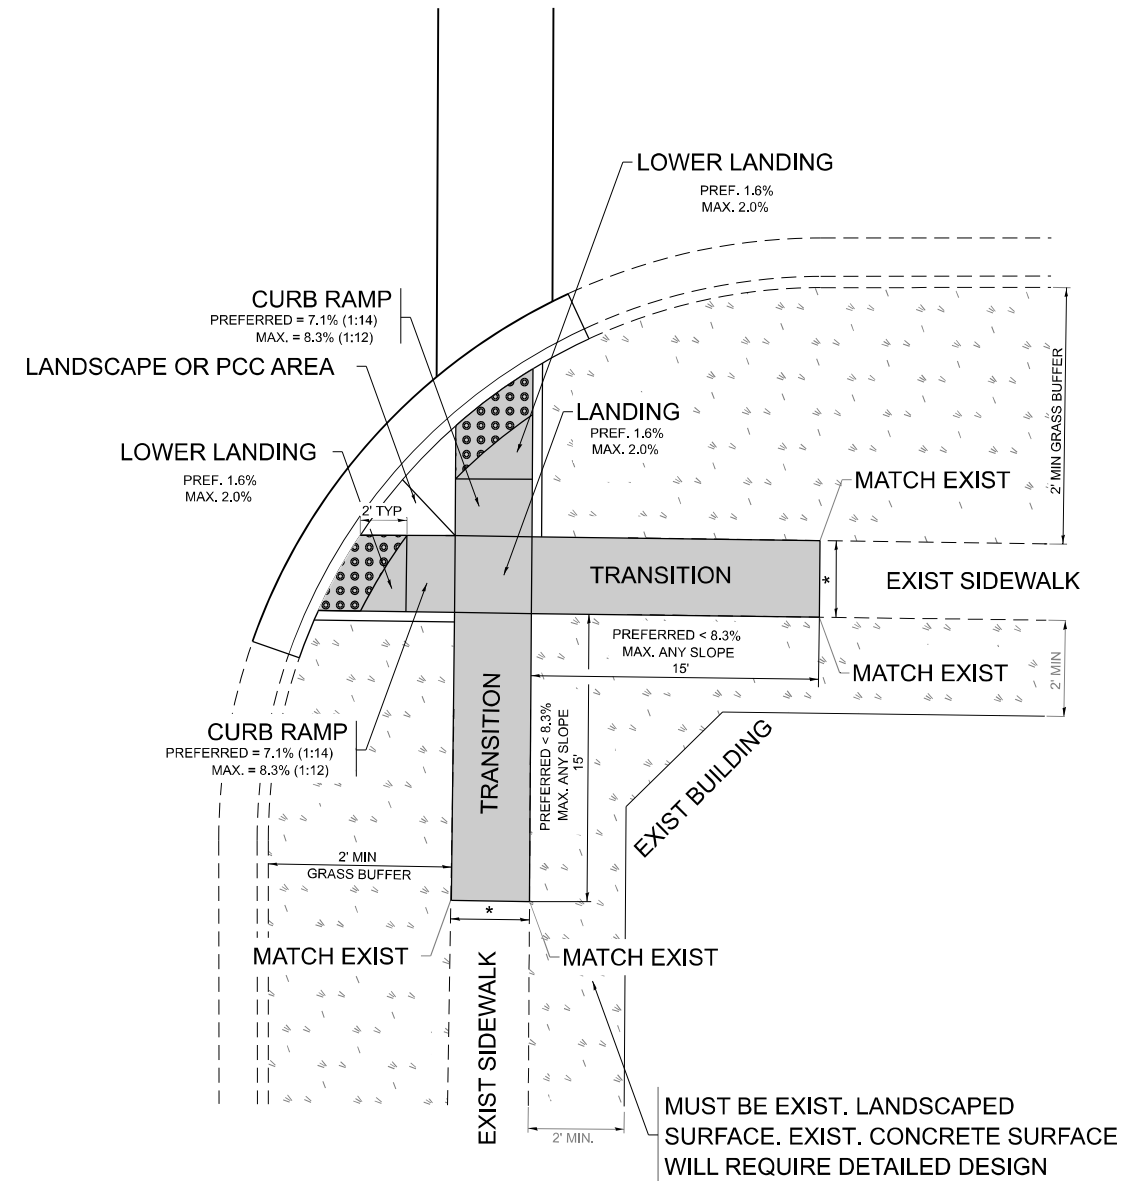 LOWER LANDING
PREF. 1.6%
MAX. 2.0%
CURB RAMP
PREFERRED = 7.1% (1:14)
MAX. = 8.3% (1:12)
LANDSCAPE OR PCC AREA
LANDING
PREF. 1.6%
MAX. 2.0%
LOWER LANDING
PREF. 1.6%
MAX. 2.0%
2' TYP
2' MIN GRASS BUFFER
MATCH EXIST
TRANSITION
*
EXIST SIDEWALK
PREFERRED < 8.3%
MAX. ANY SLOPE
15'
MATCH EXIST
2' MIN
CURB RAMP
PREFERRED = 7.1% (1:14)
MAX. = 8.3% (1:12)
TRANSITION
PREFERRED < 8.3%
MAX. ANY SLOPE
15'
EXIST BUILDING
2' MIN
GRASS BUFFER
*
MATCH EXIST
MATCH EXIST
EXIST SIDEWALK
2' MIN.
MUST BE EXIST. LANDSCAPED
SURFACE. EXIST. CONCRETE SURFACE
WILL REQUIRE DETAILED DESIGN